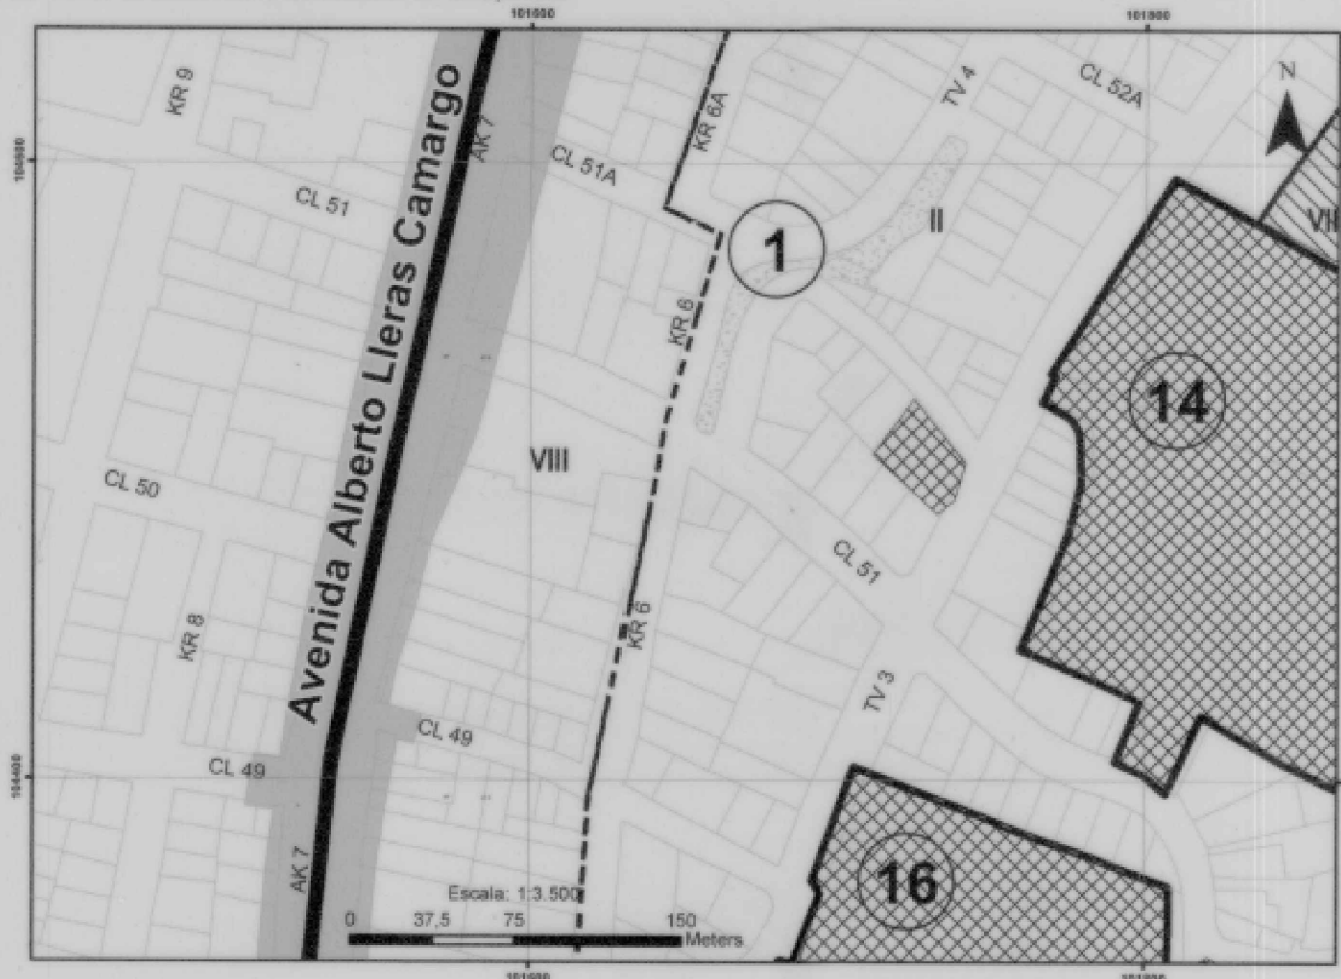 KR 9
Avenida Alberto Lleras Camargo
AK 7
CL 51A
KR 6A
TV 4
CL 52A
N
CL 51
1
II
VII
KR 6
14
CL 50
VIII
CL 51
KR 8
KR 6
TV 3
CL 49
CL 49
AK 7
16
Escala: 1:3.500
0 37,5 75 150
Meters